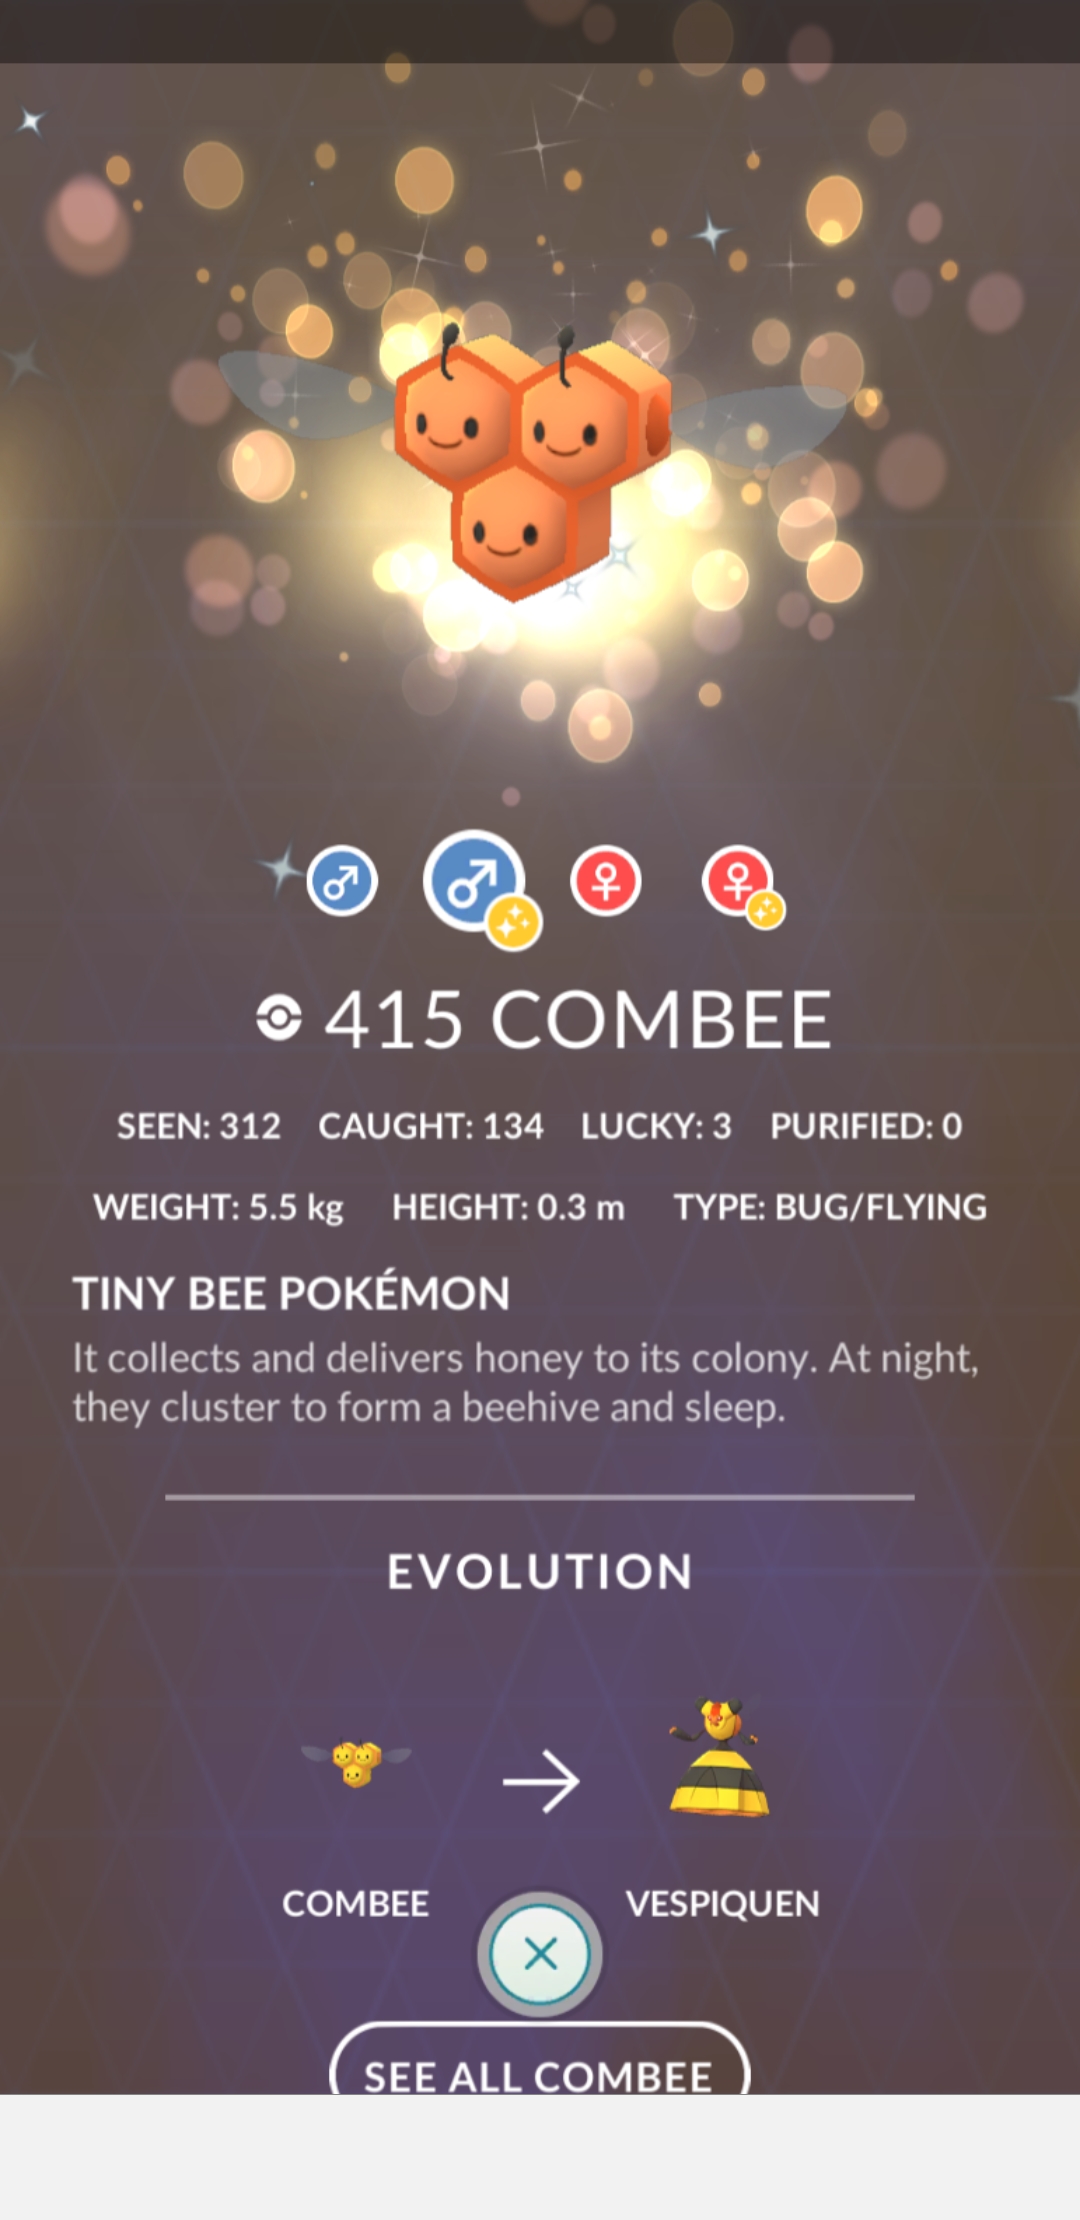 415 COMBEE
SEEN: 312 CAUGHT: 134 LUCKY: 3 PURIFIED: 0
WEIGHT: 5.5 kg HEIGHT: 0.3 m TYPE: BUG/FLYING
TINY BEE POKÉMON
It collects and delivers honey to its colony. At night,
they cluster to form a beehive and sleep.
EVOLUTION
COMBEE VESPIQUEN
SEE ALL COMBEE